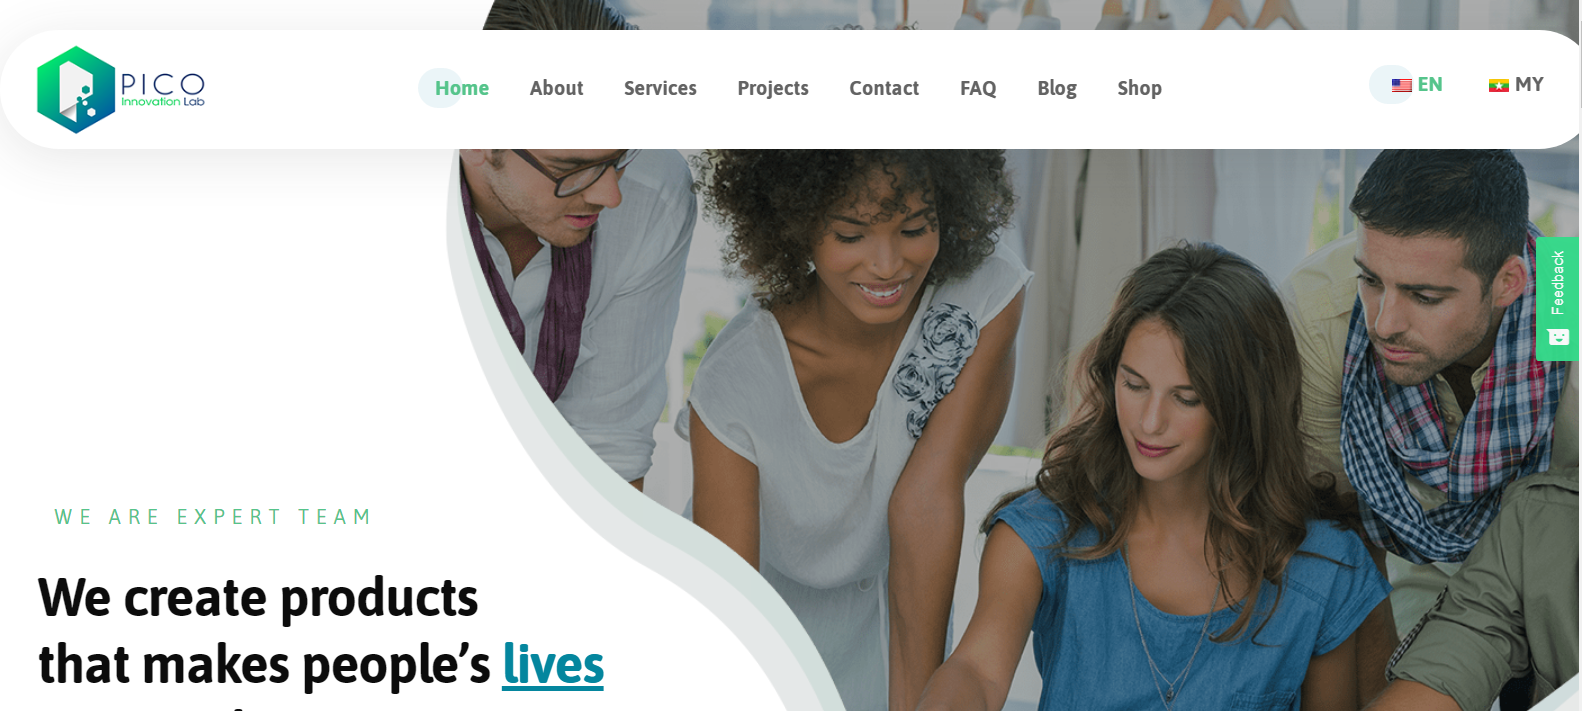 PICO
Innovation Lab
Home About Services Projects Contact FAQ Blog Shop
EN MY
Feedback
WE ARE EXPERT TEAM
We create products
that makes people’s lives